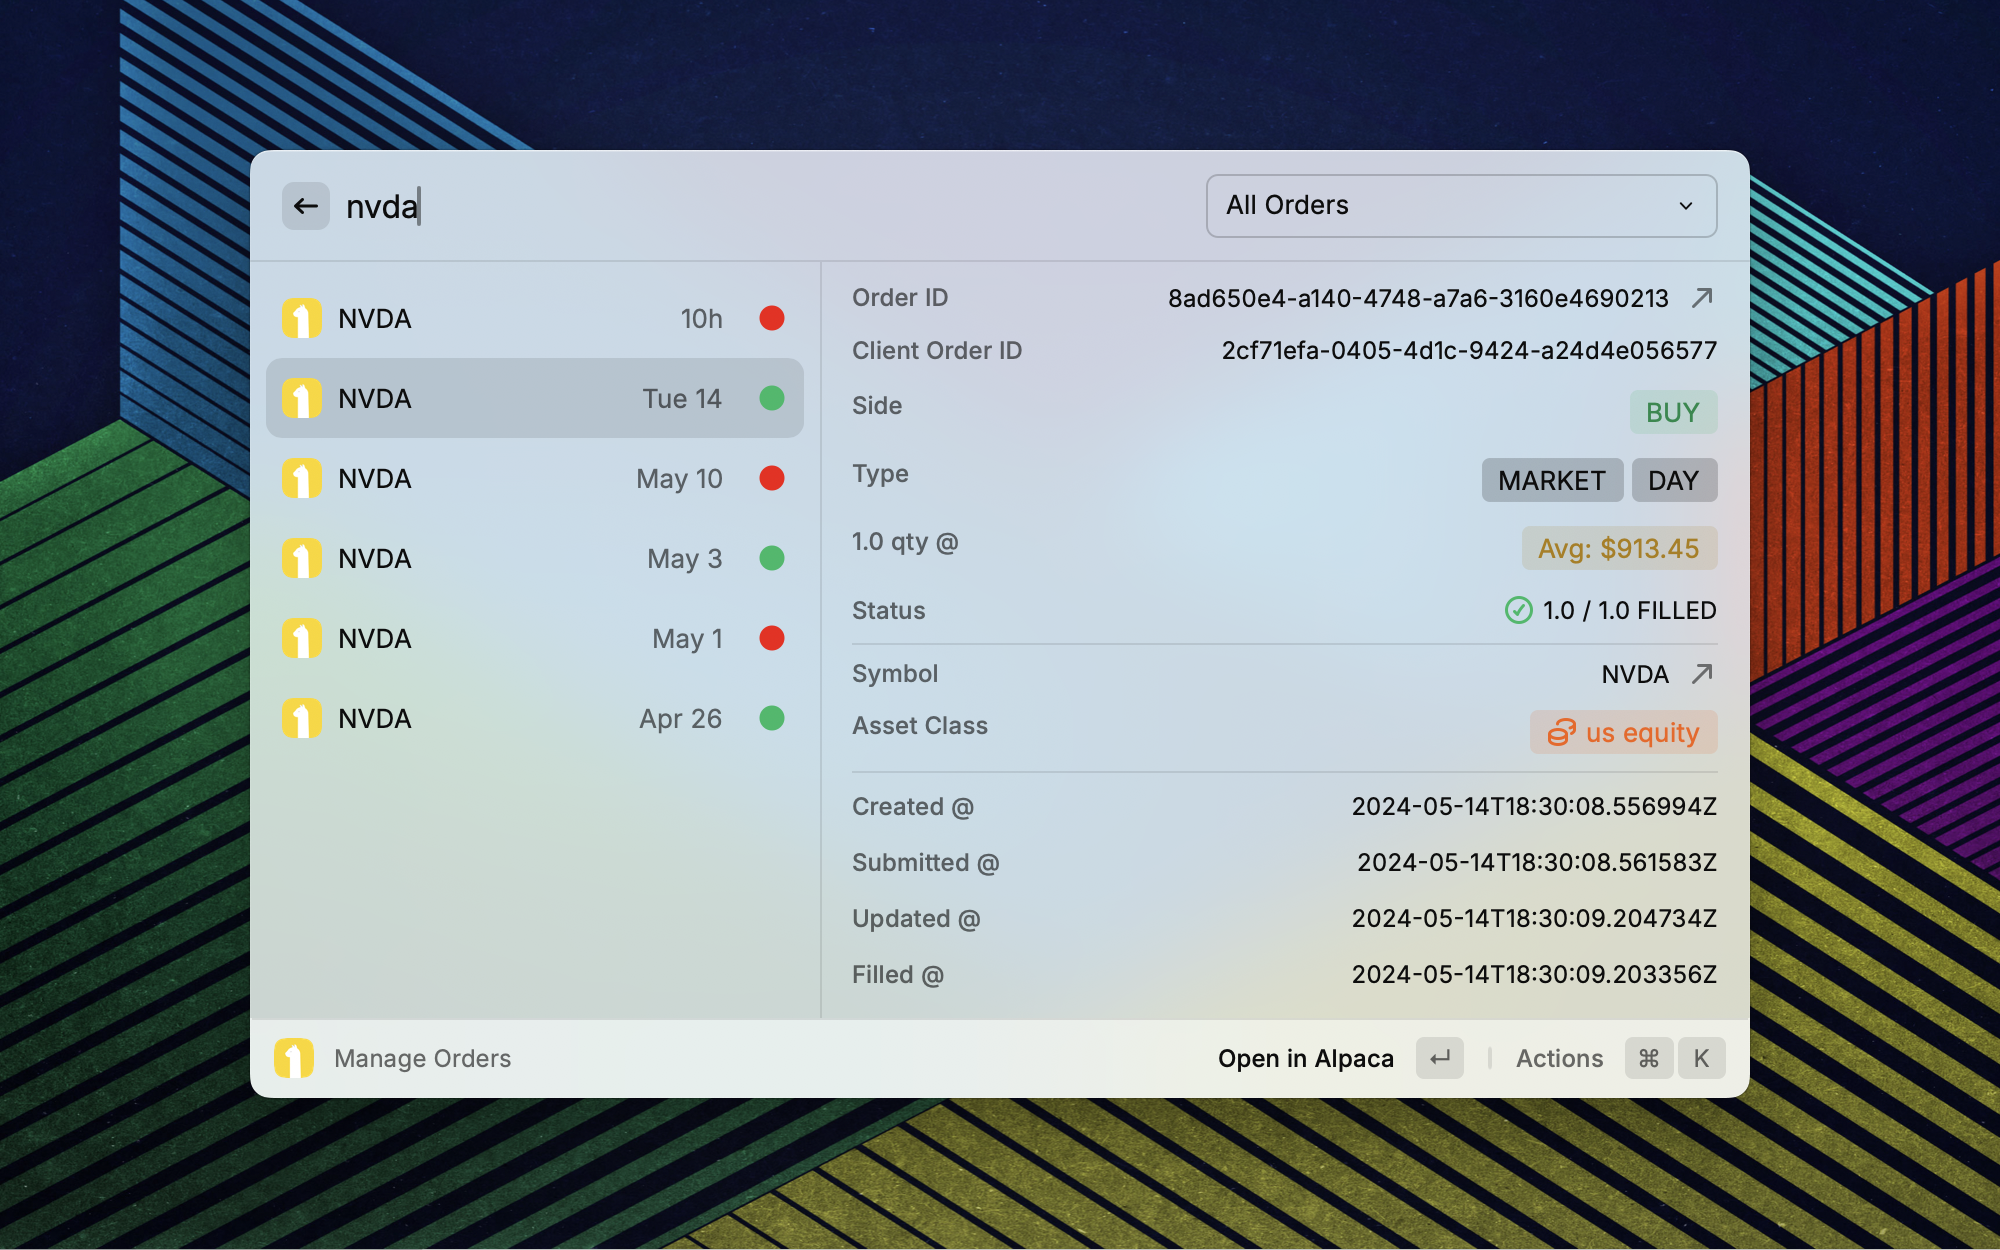 nvda
All Orders
NVDA 10h
NVDA Tue 14
NVDA May 10
NVDA May 3
NVDA May 1
NVDA Apr 26
Order ID 8ad650e4-a140-4748-a7a6-3160e4690213
Client Order ID 2cf71efa-0405-4d1c-9424-a24d4e056577
Side BUY
Type MARKET DAY
1.0 qty @ Avg: $913.45
Status 1.0 / 1.0 FILLED
Symbol NVDA
Asset Class us equity
Created @ 2024-05-14T18:30:08.556994Z
Submitted @ 2024-05-14T18:30:08.561583Z
Updated @ 2024-05-14T18:30:09.204734Z
Filled @ 2024-05-14T18:30:09.203356Z
Manage Orders Open in Alpaca Actions ⌘ K